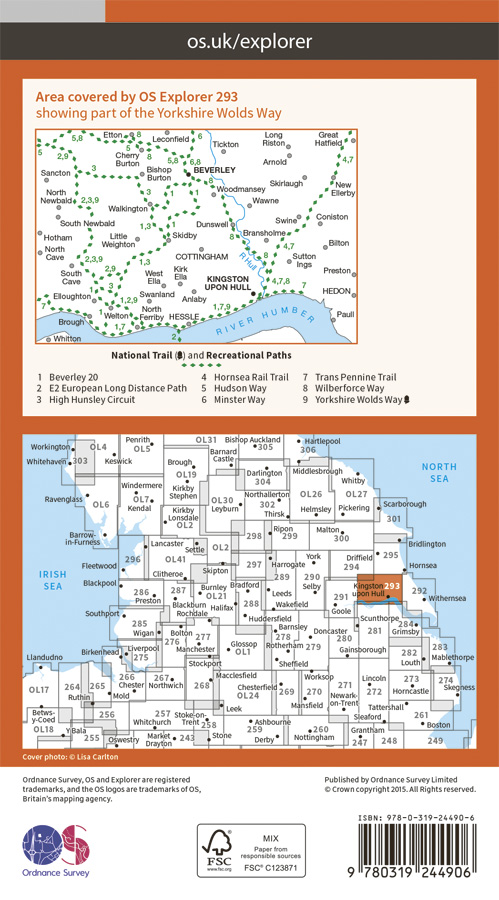 os.uk/explorer
Area covered by OS Explorer 293
showing part of the Yorkshire Wolds Way
Etton
5,8
8
Leconfield
Long
Riston
Great
Hatfield
Tickton
5
2,9
5
Cherry
Burton
5,8
6,8
Arnold
4,7
3
Bishop
Burton
BEVERLEY
Sancton
Skirlaugh
8
New
Ellerby
North
Newbald
2,3,9
3
1
1
Woodmansey
Walkington
Wawne
South Newbald
1,3
6
Dunswell
Swine
Coniston
Hotham
Little
Weighton
Skidby
Bransholme
North
Cave
1,3
8
4,7
Bilton
2,3,9
COTTINGHAM
R Hull
Sutton
Ings
South
Cave
2,9
West
Ella
Kirk
Ella
8
Preston
KINGSTON
UPON HULL
4,7,8
7
HEDON
Elloughton
1
3
1,2,9
Swanland
Anlaby
1,7,9
Brough
1
Welton
North
Ferriby
HESSLE
Paull
1,7
2
RIVER HUMBER
Whitton
National Trail and Recreational Paths
1 Beverley 20
2 E2 European Long Distance Path
3 High Hunsley Circuit
4 Hornsea Rail Trail
5 Hudson Way
6 Minster Way
7 Trans Pennine Trail
8 Wilberforce Way
9 Yorkshire Wolds Way
Workington
OL4
Penrith
OL5
OL31
Bishop Auckland
305
Hartlepool
306
Whitehaven
303
Keswick
Brough
OL19
Barnard
Castle
Darlington
304
Middlesbrough
Whitby
NORTH
SEA
Windermere
Kirkby
Stephen
Ravenglass
OL6
OL7
Kendal
OL30
Leyburn
Northallerton
302
OL26
OL27
Kirkby
Lonsdale
OL2
Thirsk
Helmsley
Pickering
Scarborough
301
Barrow-
in-Furness
298
Ripon
299
Malton
300
Lancaster
Settle
OL2
Bridlington
Fleetwood
296
OL41
297
Harrogate
York
Driffield
294
295
IRISH
SEA
Clitheroe
Skipton
289
290
Hornsea
Blackpool
286
Preston
287
Burnley
OL21
Bradford
288
Leeds
Selby
Kingston
upon Hull
293
292
Withernsea
Blackburn
Rochdale
Halifax
Wakefield
291
Goole
Southport
285
Huddersfield
Scunthorpe
281
284
Grimsby
Wigan
Bolton
276
277
Barnsley
278
Doncaster
280
Llandudno
Birkenhead
Liverpool
275
Manchester
Glossop
OL1
Rotherham
279
Gainsborough
282
Louth
283
Mablethorpe
Stockport
Sheffield
OL17
264
Ruthin
265
266
Chester
Mold
267
Northwich
268
Macclesfield
Chesterfield
OL24
269
Worksop
270
Mansfield
271
Newark-
on-Trent
Lincoln
272
273
Horncastle
274
Skegness
Betws-
y-Coed
OL18
256
257
Whitchurch
Stoke-on-
Trent
258
Leek
Tattershall
Y Bala
255
Oswestry
Market
Drayton
243
Stone
Ashbourne
259
Derby
260
Nottingham
Sleaford
Grantham
247
248
261
Boston
249
Cover photo: © Lisa Carlton
Ordnance Survey, OS and Explorer are registered
trademarks, and the OS logos are trademarks of OS,
Britain's mapping agency.
Published by Ordnance Survey Limited
© Crown copyright 2015. All Rights reserved.
OS
Ordnance Survey
FSC
www.fsc.org
MIX
Paper from
responsible sources
FSC® C123871
ISBN: 978-0-319-24490-6
9 780319 244906